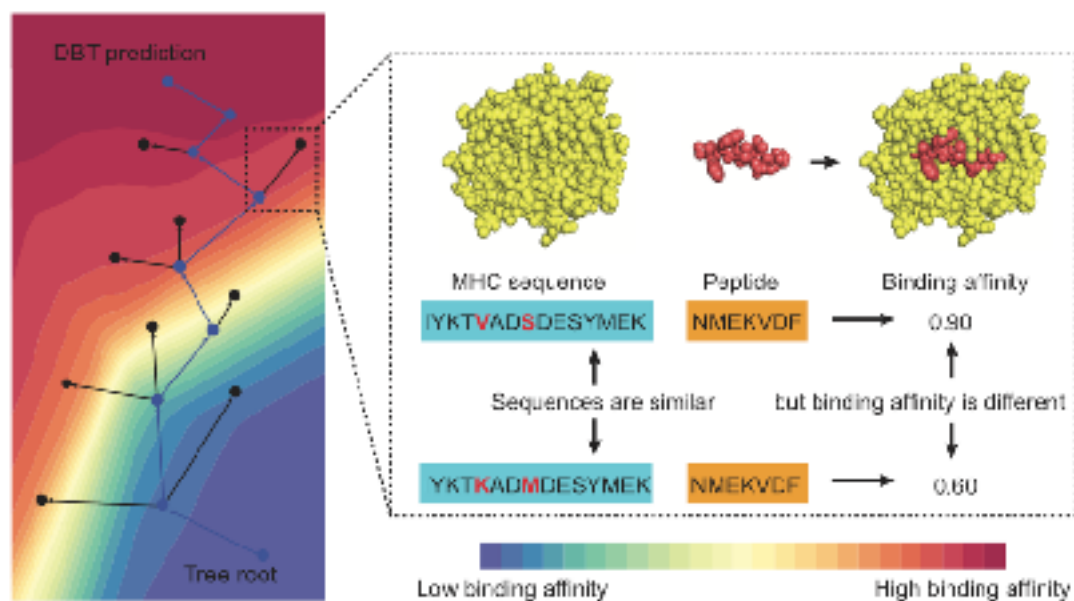 DBT prediction
Tree root
MHC sequence
Peptide
Binding affinity
IYKTVADSDESYMEK
NMEKVDF
0.90
Sequences are similar
but binding affinity is different
YKTKADMDESYMEK
NMEKVDF
0.60
Low binding affinity
High binding affinity